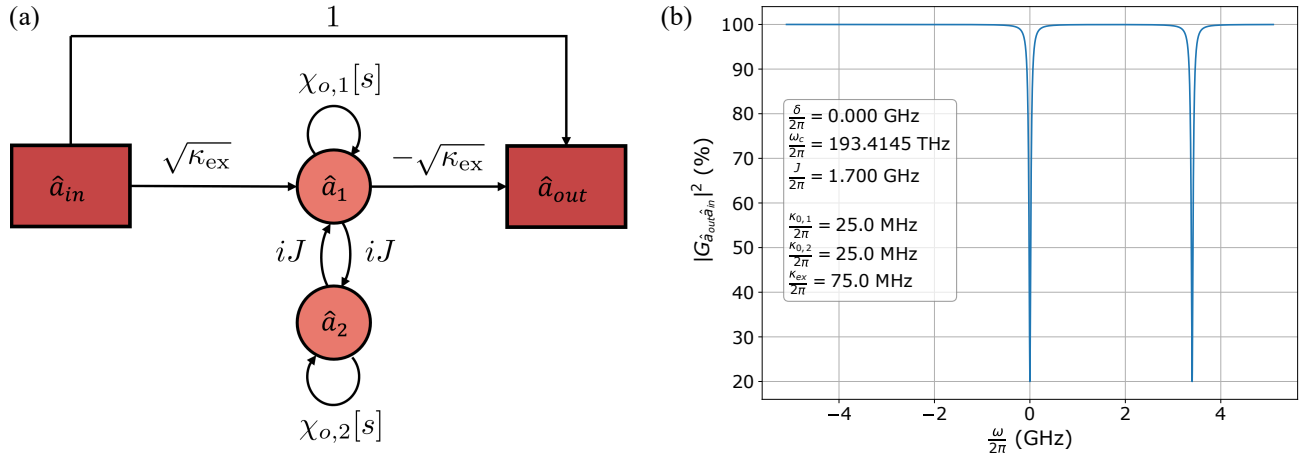 (a)
1
χ_{o,1}[s]
√κ_ex
−√κ_ex
â_in
â_1
â_out
iJ
iJ
â_2
χ_{o,2}[s]
(b)
|G_{â_out â_in}|² (%)
100
90
80
70
60
50
40
30
20
δ/2π = 0.000 GHz
ω_c/2π = 193.4145 THz
J/2π = 1.700 GHz
κ_{0,1}/2π = 25.0 MHz
κ_{0,2}/2π = 25.0 MHz
κ_ex/2π = 75.0 MHz
−4 −2 0 2 4
ω/2π (GHz)